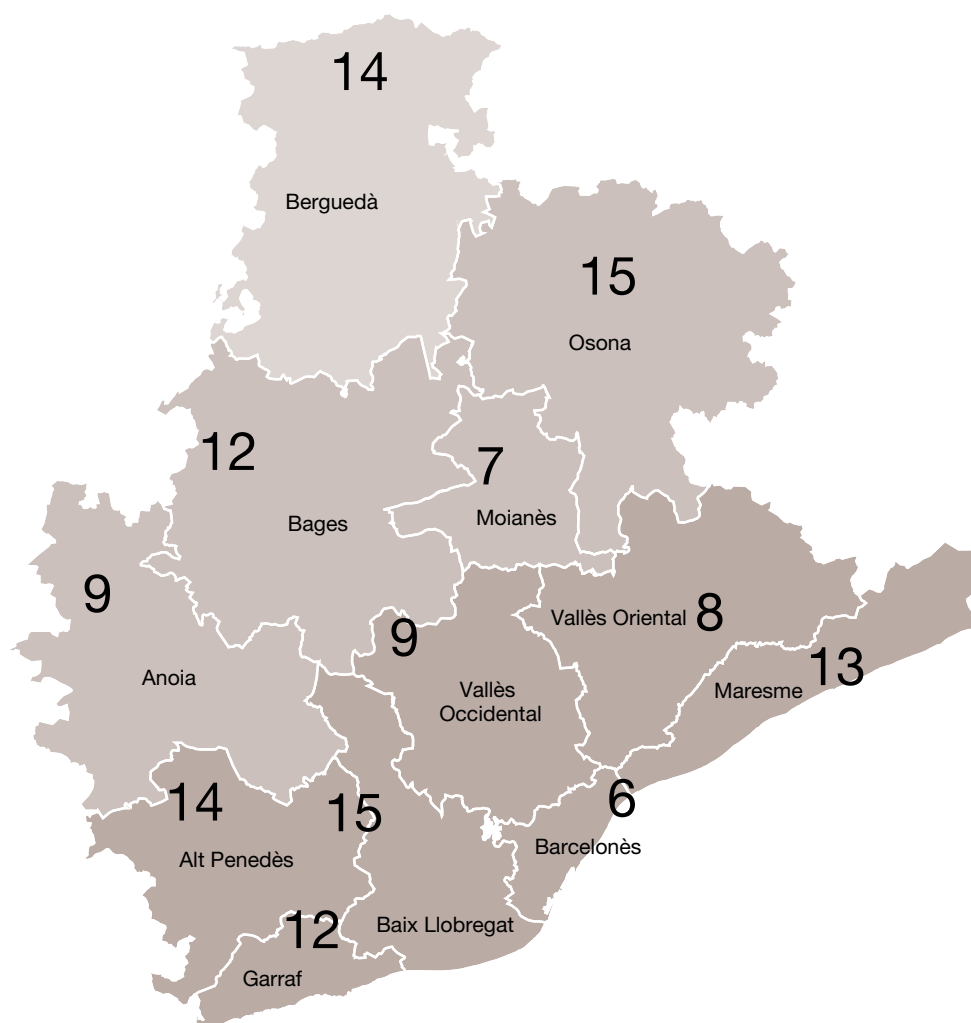 14
Berguedà
15
Osona
12
Bages
7
Moianès
9
Anoia
9
Vallès
Occidental
Vallès Oriental 8
13
Maresme
14
Alt Penedès
15
Baix Llobregat
6
Barcelonès
12
Garraf